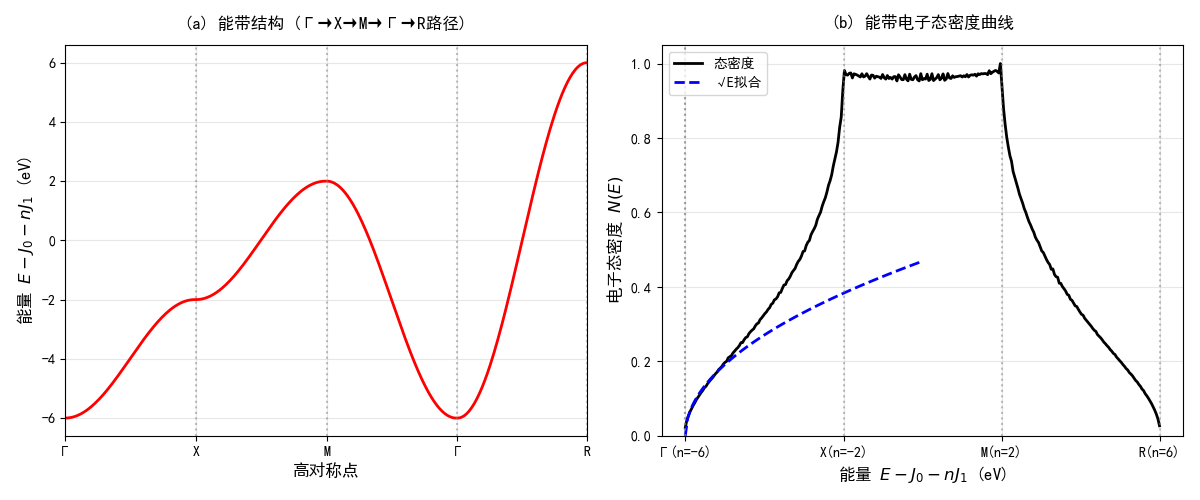 (a) 能带结构 (Γ→X→M→Γ→R路径)
能量 E − J₀ − nJ₁ (eV)
6
4
2
0
−2
−4
−6
Γ
X
M
Γ
R
高对称点
(b) 能带电子态密度曲线
电子态密度 N(E)
1.0
0.8
0.6
0.4
0.2
0.0
态密度
√E拟合
Γ(n=-6)
X(n=-2)
M(n=2)
R(n=6)
能量 E − J₀ − nJ₁ (eV)